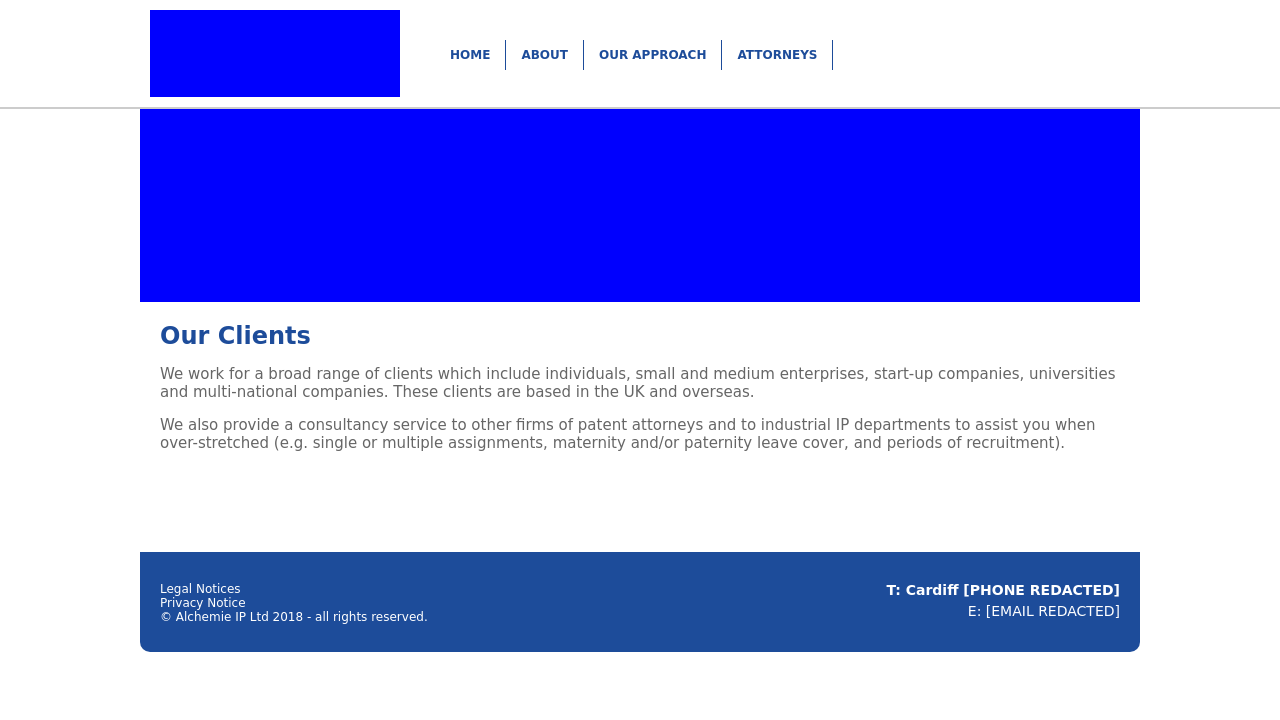 HOME ABOUT OUR APPROACH ATTORNEYS
Our Clients
We work for a broad range of clients which include individuals, small and medium enterprises, start-up companies, universities
and multi-national companies. These clients are based in the UK and overseas.
We also provide a consultancy service to other firms of patent attorneys and to industrial IP departments to assist you when
over-stretched (e.g. single or multiple assignments, maternity and/or paternity leave cover, and periods of recruitment).
Legal Notices
Privacy Notice
© Alchemie IP Ltd 2018 - all rights reserved.
T: Cardiff [PHONE REDACTED]
E: [EMAIL REDACTED]